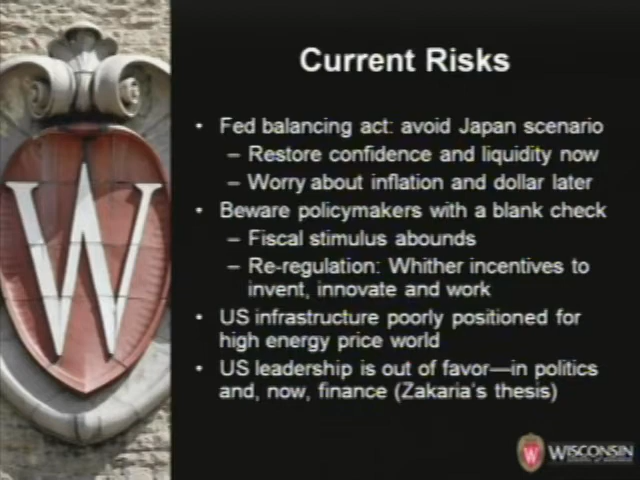 Current Risks
• Fed balancing act: avoid Japan scenario
– Restore confidence and liquidity now
– Worry about inflation and dollar later
• Beware policymakers with a blank check
– Fiscal stimulus abounds
– Re-regulation: Whither incentives to
invent, innovate and work
• US infrastructure poorly positioned for
high energy price world
• US leadership is out of favor—in politics
and, now, finance (Zakaria's thesis)
W
W
WISCONSIN